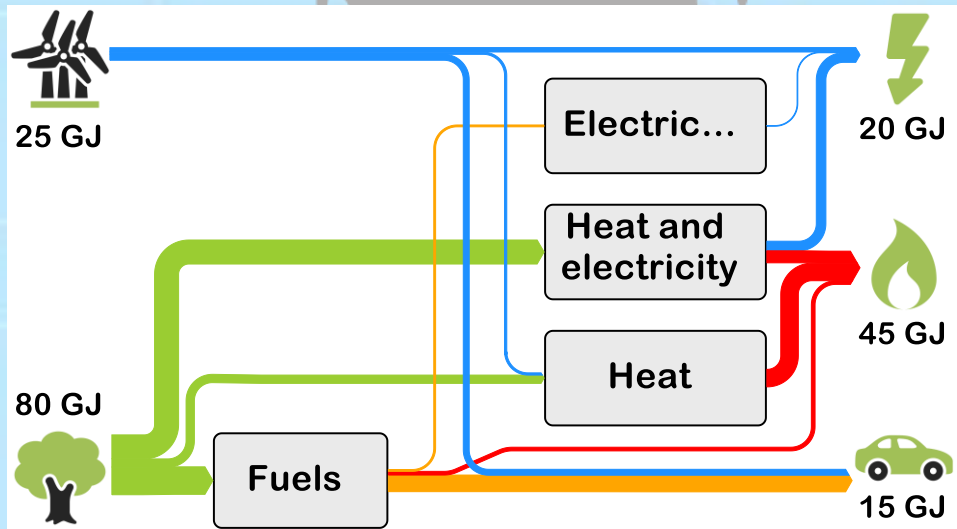 25 GJ
Electric...
20 GJ
Heat and
electricity
45 GJ
Heat
80 GJ
Fuels
15 GJ